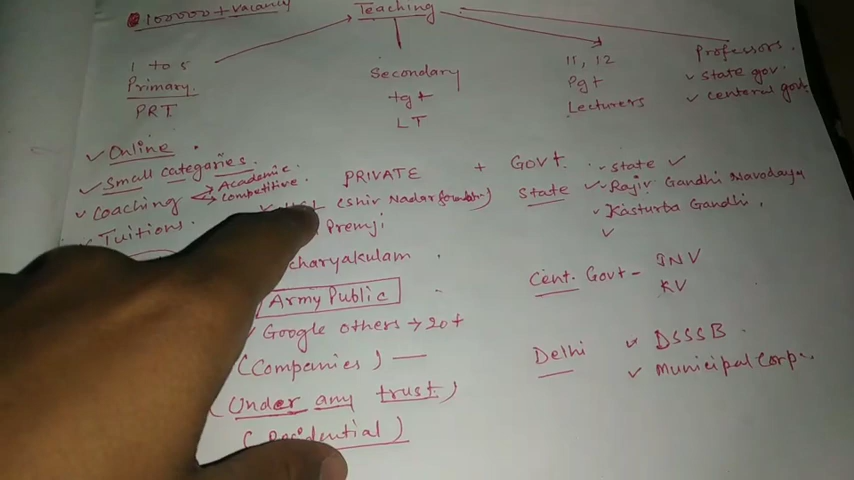 100000 + vacancy
Teaching
1 to 5
Primary.
PRT.
Secondary
tgt
LT
11, 12
Pgt
Lecturers
Professors.
state gov.
centeral govt.
Online
Small categories.
Coaching
Academic.
Competitive.
Tuitions.
PRIVATE + Govt.
(shiv Nadar foundation)
Premji
charyakulam
Army Public
Google others → 20+
(Companies) —
(Under any trust)
dential)
State
- state
- Rajiv Gandhi Navodaya
- Kasturba Gandhi.
Cent. Govt - JNV
KV
Delhi
DSSSB
Municipal Corp..